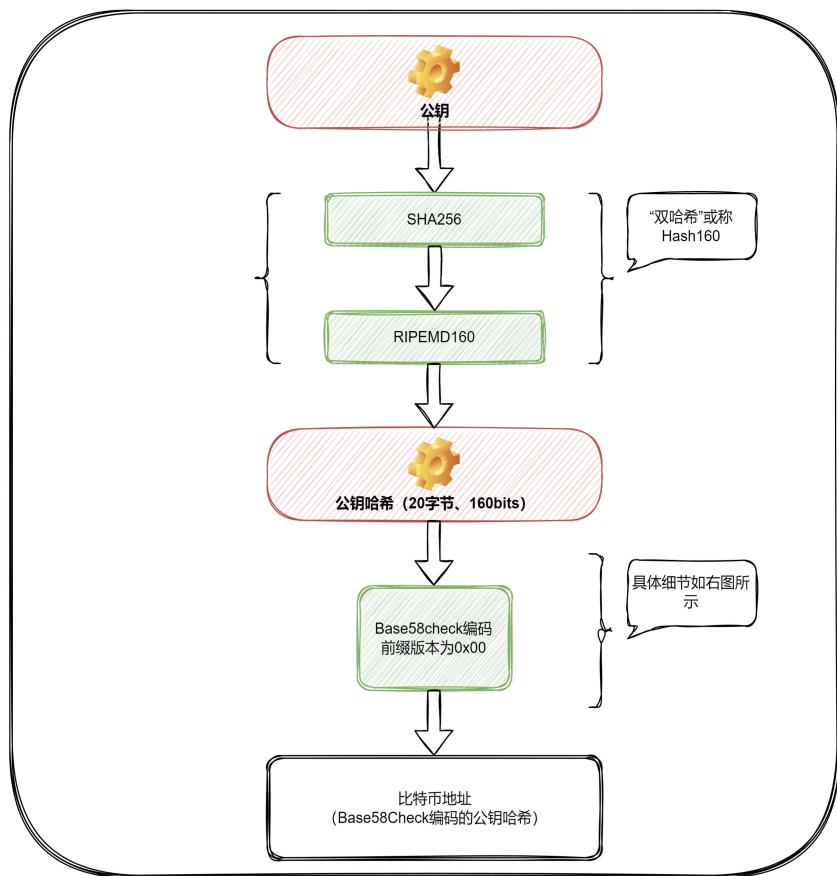 公钥
SHA256
“双哈希”或称
Hash160
RIPEMD160
公钥哈希（20字节、160bits）
具体细节如右图所
示
Base58check编码
前缀版本为0x00
比特币地址
（Base58Check编码的公钥哈希）